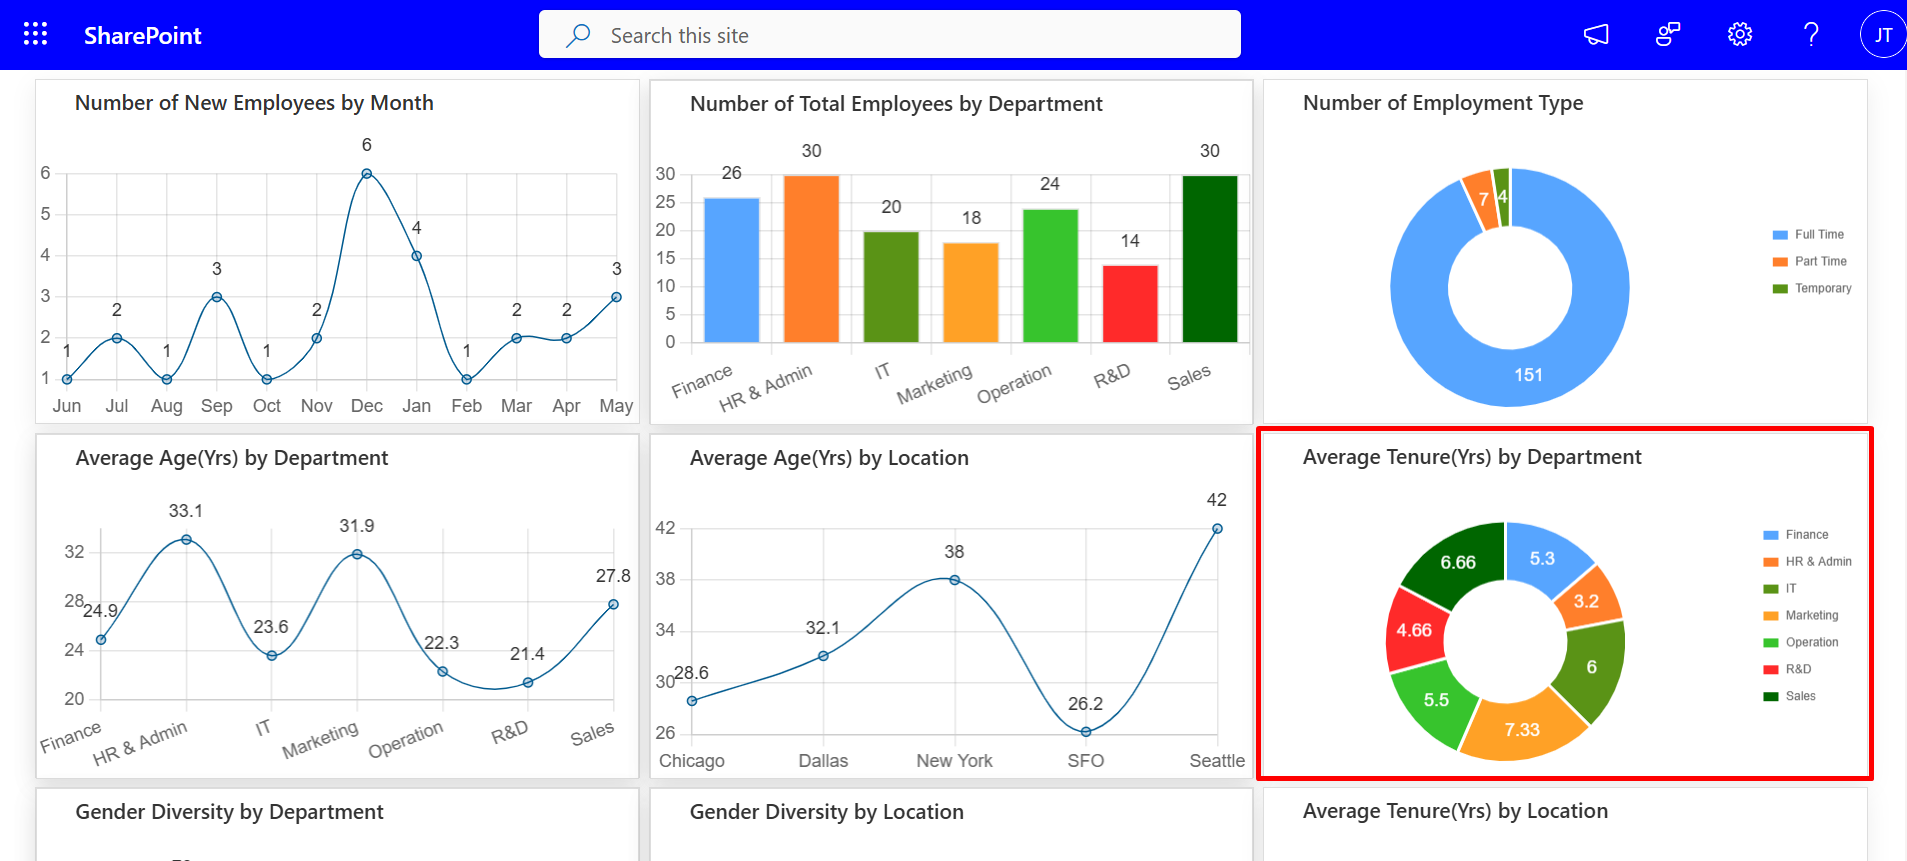 SharePoint
Search this site
JT
Number of New Employees by Month
6
5
4
3
2
1
1
2
1
3
1
2
6
4
1
2
2
3
Jun Jul Aug Sep Oct Nov Dec Jan Feb Mar Apr May
Number of Total Employees by Department
30
25
20
15
10
5
0
26
30
20
18
24
14
30
Finance
HR & Admin
IT
Marketing
Operation
R&D
Sales
Number of Employment Type
7
4
151
Full Time
Part Time
Temporary
Average Age(Yrs) by Department
32
28
24
20
24.9
33.1
23.6
31.9
22.3
21.4
27.8
Finance
HR & Admin
IT
Marketing
Operation
R&D
Sales
Average Age(Yrs) by Location
42
38
34
30
26
28.6
32.1
38
26.2
42
Chicago Dallas New York SFO Seattle
Average Tenure(Yrs) by Department
5.3
3.2
6
7.33
5.5
4.66
6.66
Finance
HR & Admin
IT
Marketing
Operation
R&D
Sales
Gender Diversity by Department
Gender Diversity by Location
Average Tenure(Yrs) by Location